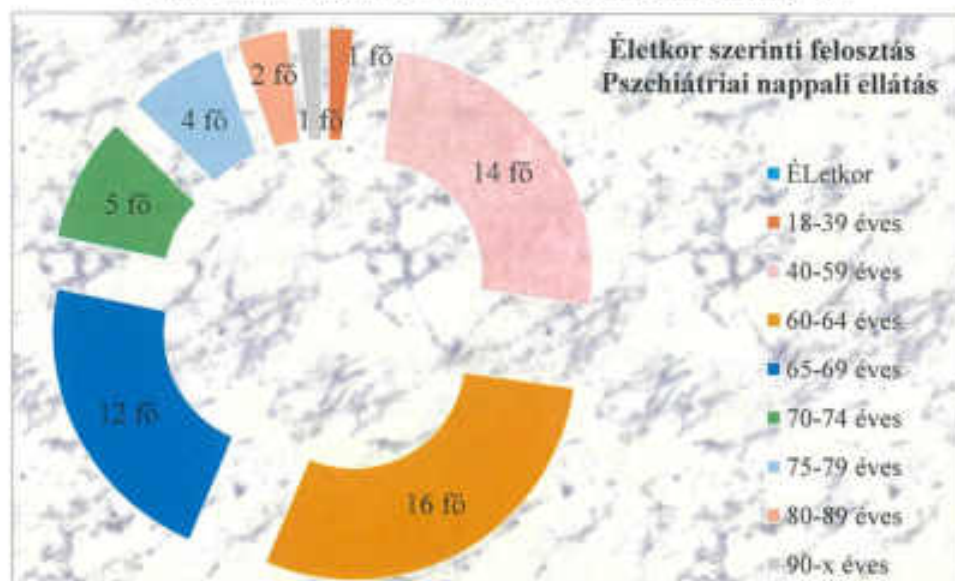 Életkor szerinti felosztás
Pszchiátriai nappali ellátás
1 fő
14 fő
16 fő
12 fő
5 fő
4 fő
2 fő
1 fő
ÉLetkor
18-39 éves
40-59 éves
60-64 éves
65-69 éves
70-74 éves
75-79 éves
80-89 éves
90-x éves